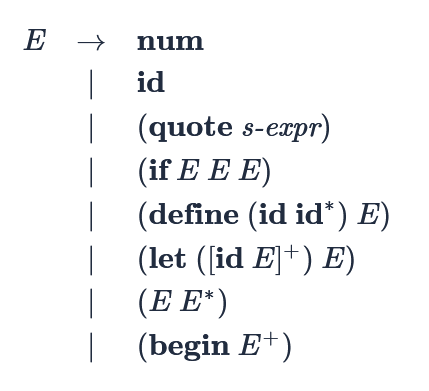 E → num
| id
| (quote s-expr)
| (if E E E)
| (define (id id*) E)
| (let ([id E]⁺) E)
| (E E*)
| (begin E⁺)